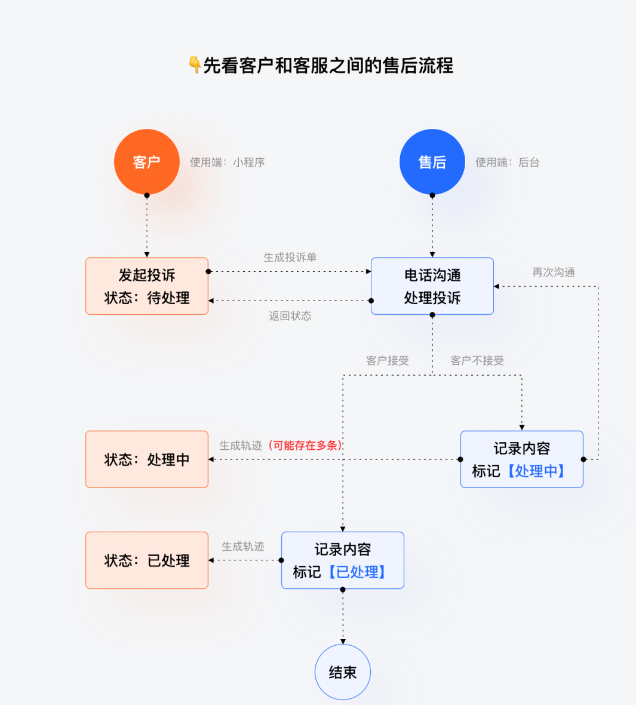 👇先看客户和客服之间的售后流程
客户
使用端：小程序
售后
使用端：后台
发起投诉
状态：待处理
生成投诉单
返回状态
电话沟通
处理投诉
再次沟通
客户接受
客户不接受
状态：处理中
生成轨迹（可能存在多条）
记录内容
标记【处理中】
状态：已处理
生成轨迹
记录内容
标记【已处理】
结束